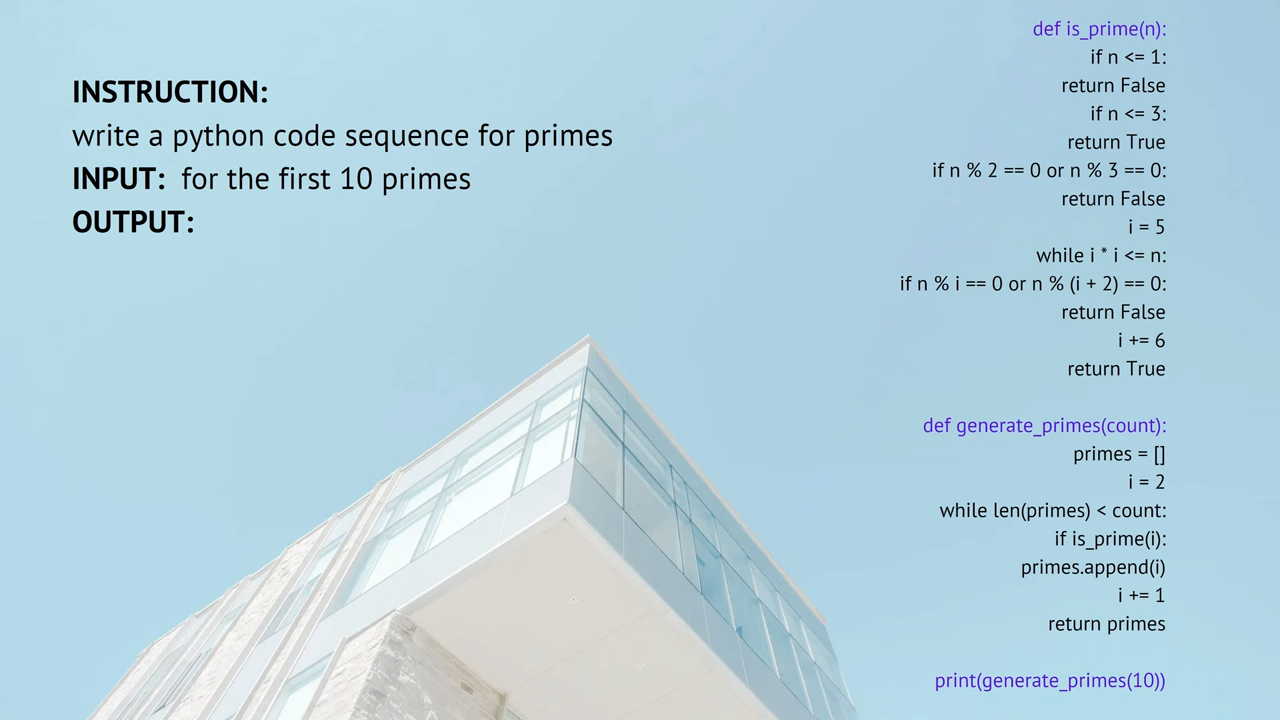 INSTRUCTION:
write a python code sequence for primes
INPUT: for the first 10 primes
OUTPUT:
def is_prime(n):
if n <= 1:
return False
if n <= 3:
return True
if n % 2 == 0 or n % 3 == 0:
return False
i = 5
while i * i <= n:
if n % i == 0 or n % (i + 2) == 0:
return False
i += 6
return True
def generate_primes(count):
primes = []
i = 2
while len(primes) < count:
if is_prime(i):
primes.append(i)
i += 1
return primes
print(generate_primes(10))